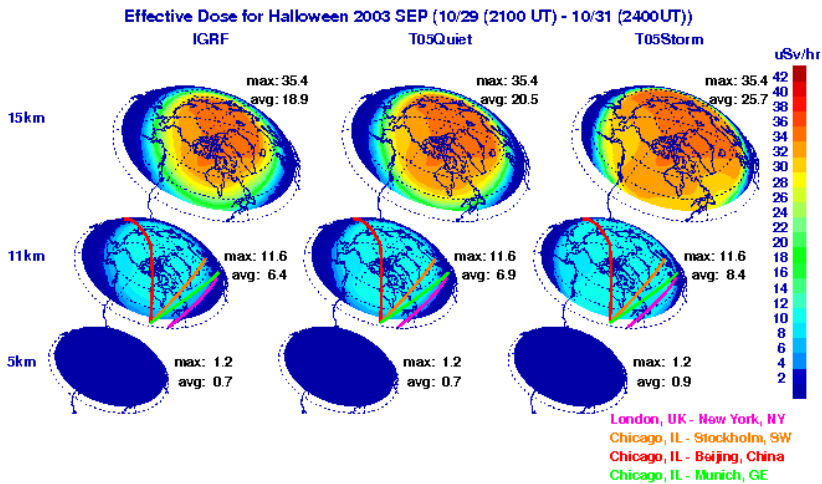 Effective Dose for Halloween 2003 SEP (10/29 (2100 UT) - 10/31 (2400UT))
IGRF T05Quiet T05Storm
uSv/hr
max: 35.4 35.4 max: 35.4
avg: 18.9 avg: 20.5 avg: 25.7
15km
max: 11.6 11.6 max: 11.6
avg: 6.4 avg: 6.9 avg: 8.4
11km
max: 1.2 max: 1.2 max: 1.2
avg: 0.7 avg: 0.7 avg: 0.9
5km
42
40
38
36
34
32
30
28
26
24
22
20
18
16
14
12
10
8
6
4
2
London, UK - New York, NY
Chicago, IL - Stockholm, SW
Chicago, IL - Beijing, China
Chicago, IL - Munich, GE